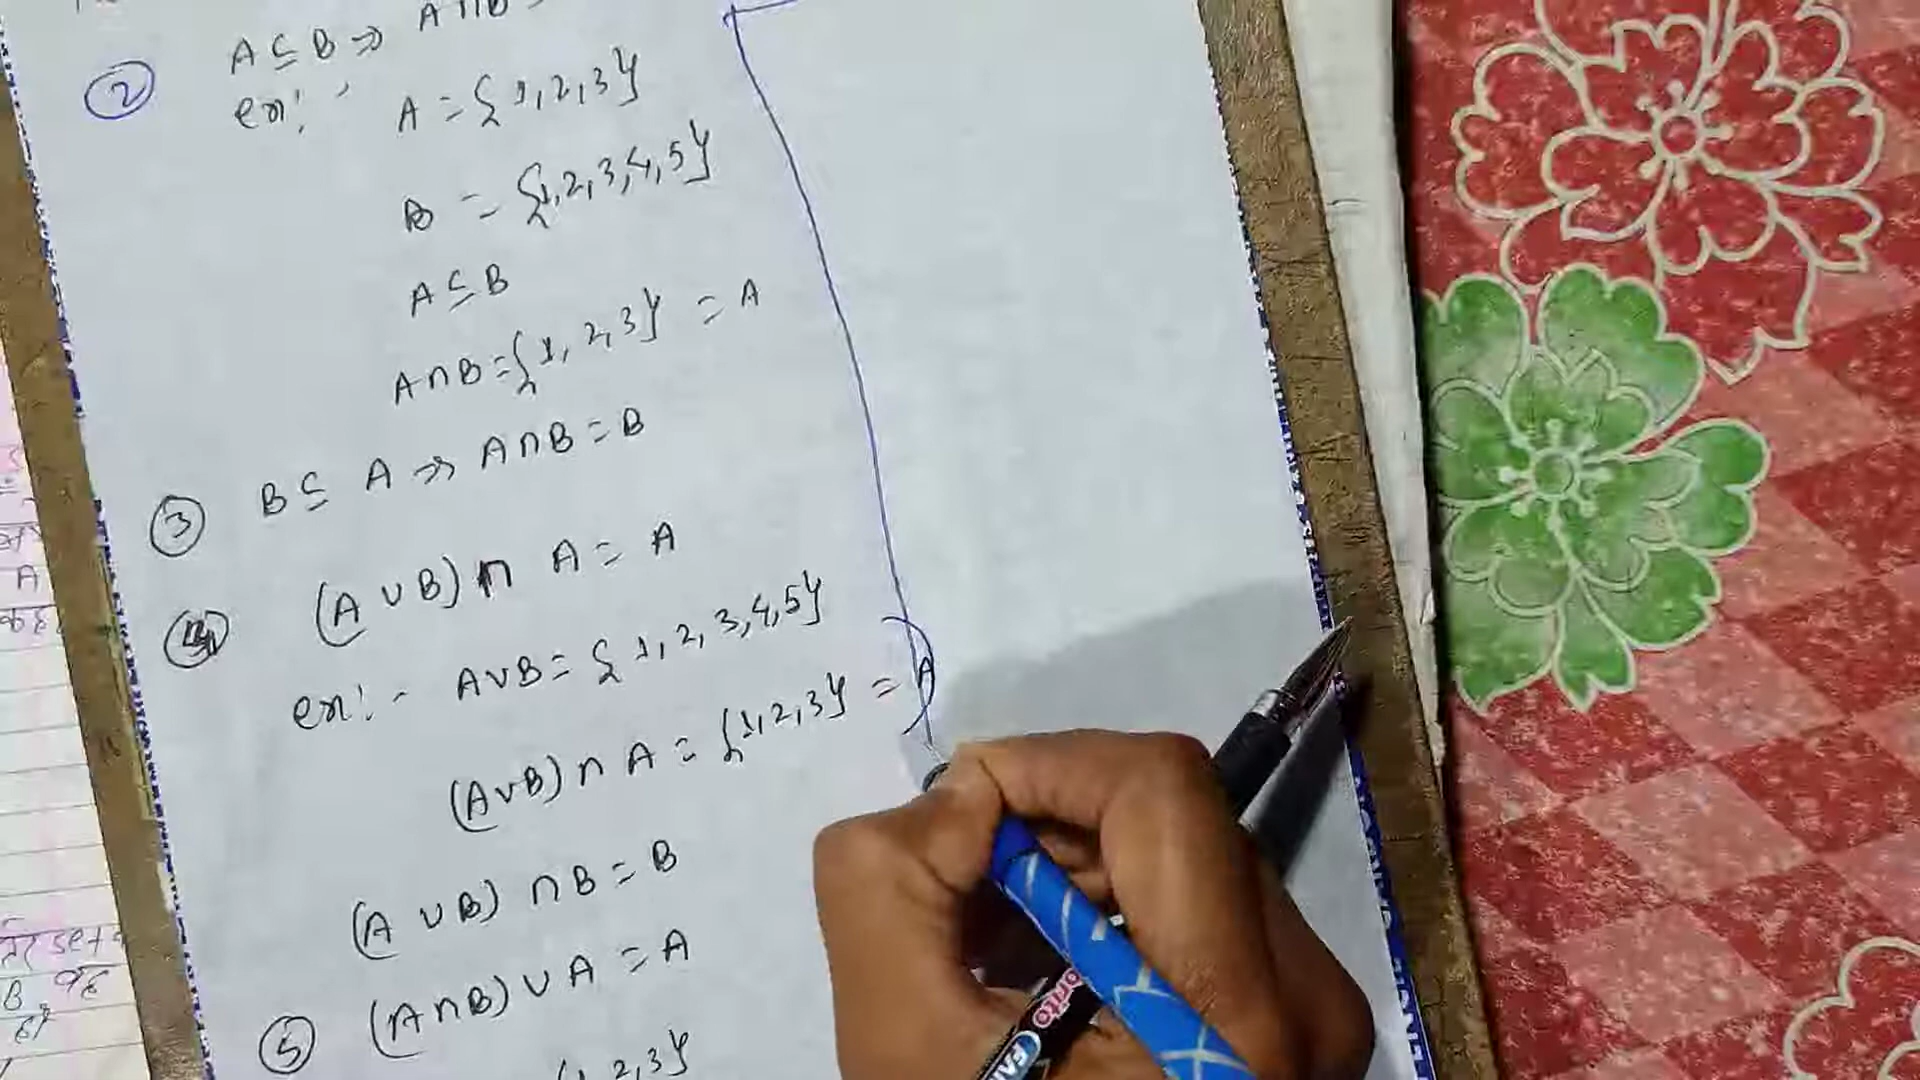 ② A ⊆ B ⇒ A∩B
ex:- A = {1,2,3}
B = {1,2,3,4,5}
A ⊆ B
A∩B = {1, 2, 3} = A
③ B ⊆ A ⇒ A∩B = B
④ (A ∪ B) ∩ A = A
ex:- A∪B = {1, 2, 3, 4, 5}
(A∪B) ∩ A = {1,2,3} = A
(A ∪ B) ∩ B = B
⑤ (A∩B) ∪ A = A
2,3}